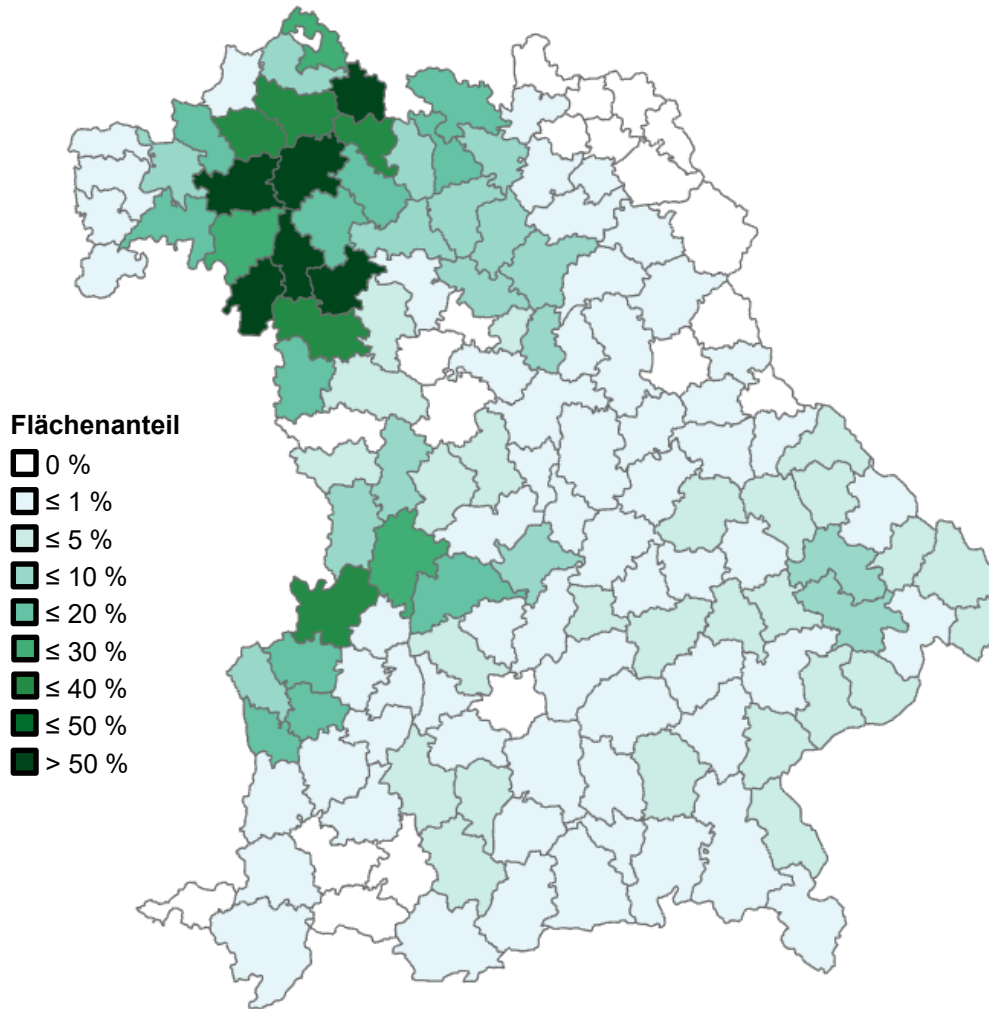 Flächenanteil
0 %
≤ 1 %
≤ 5 %
≤ 10 %
≤ 20 %
≤ 30 %
≤ 40 %
≤ 50 %
> 50 %